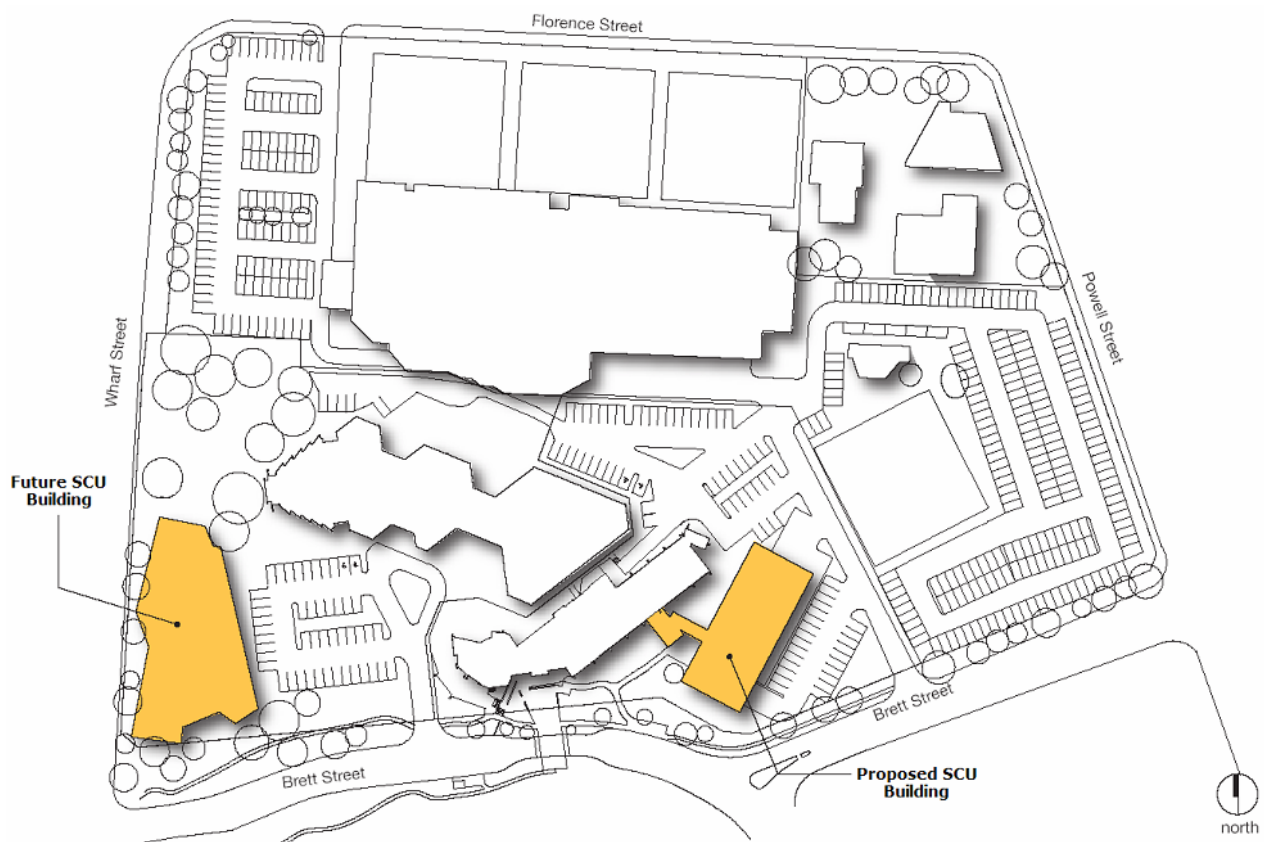 Florence Street
Powell Street
Wharf Street
Future SCU
Building
Brett Street
Brett Street
Proposed SCU
Building
north